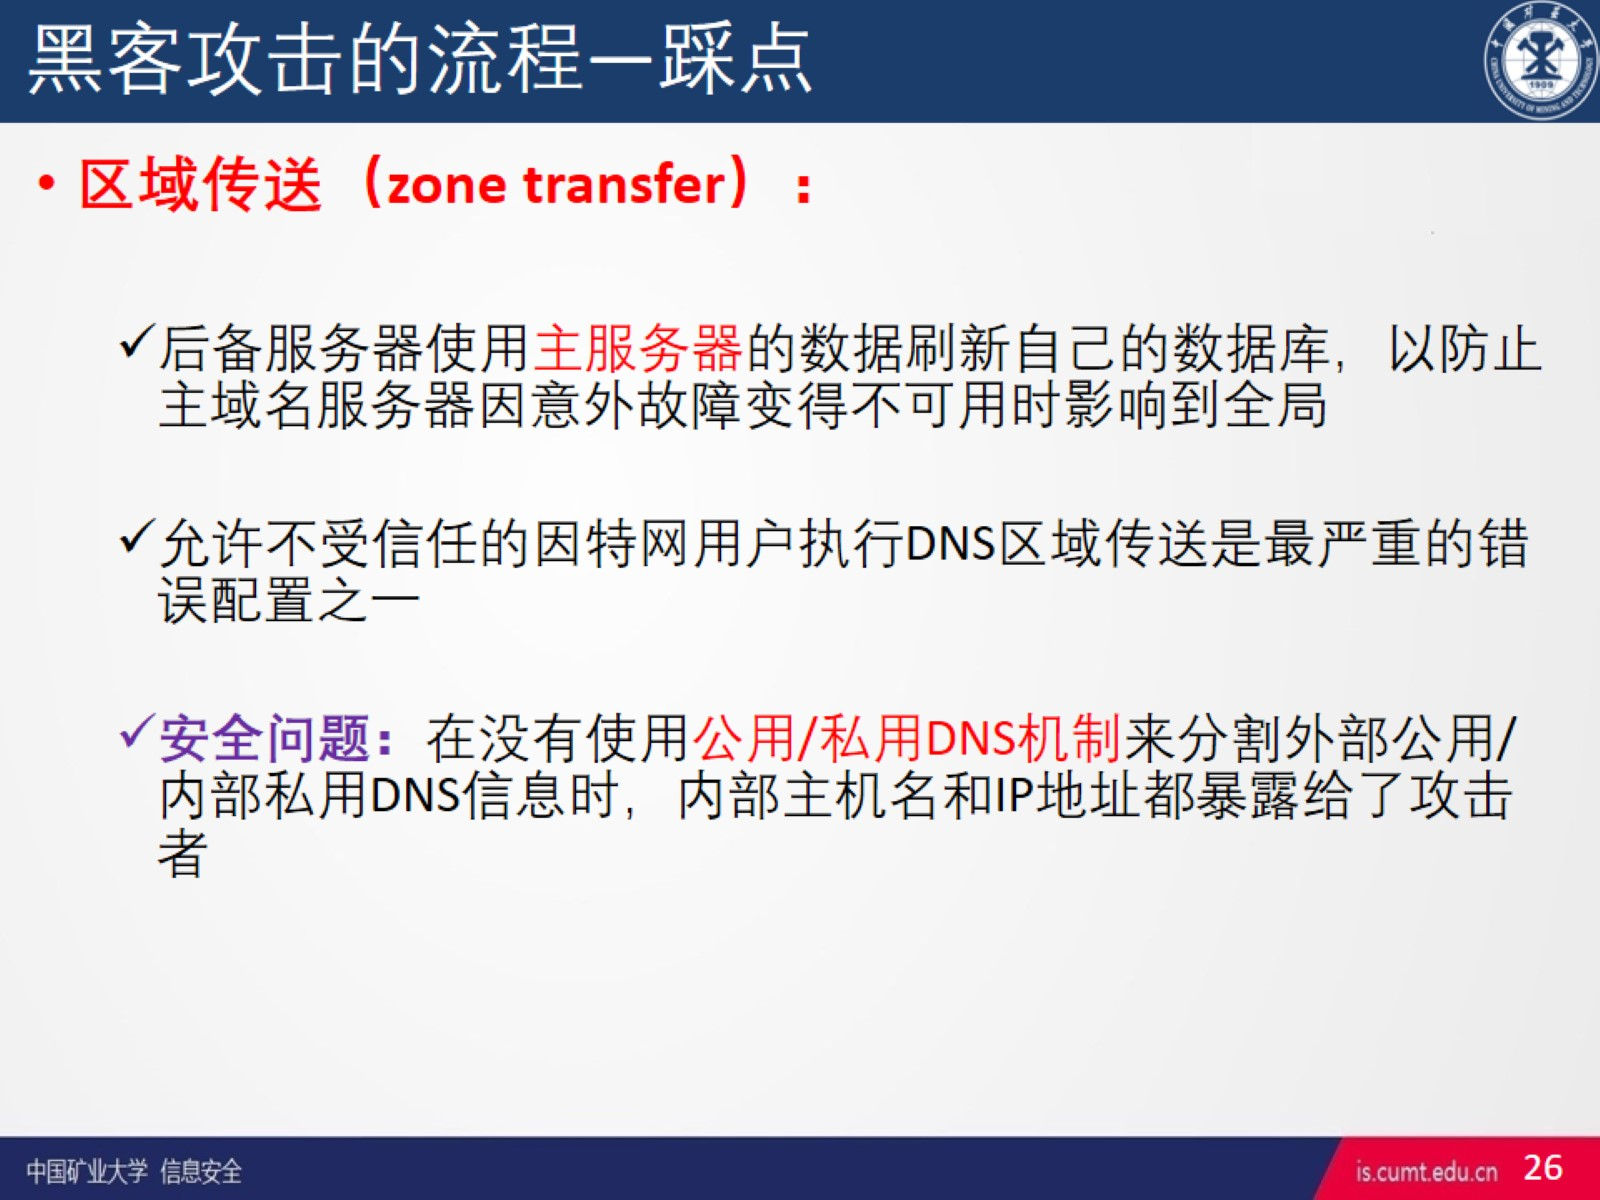 黑客攻击的流程—踩点
• 区域传送（zone transfer）：
✓后备服务器使用主服务器的数据刷新自己的数据库，以防止
主域名服务器因意外故障变得不可用时影响到全局
✓允许不受信任的因特网用户执行DNS区域传送是最严重的错
误配置之一
✓安全问题：在没有使用公用/私用DNS机制来分割外部公用/
内部私用DNS信息时，内部主机名和IP地址都暴露给了攻击
者
中国矿业大学 信息安全
is.cumt.edu.cn 26
1909
CHINA UNIVERSITY OF MINING AND TECHNOLOGY